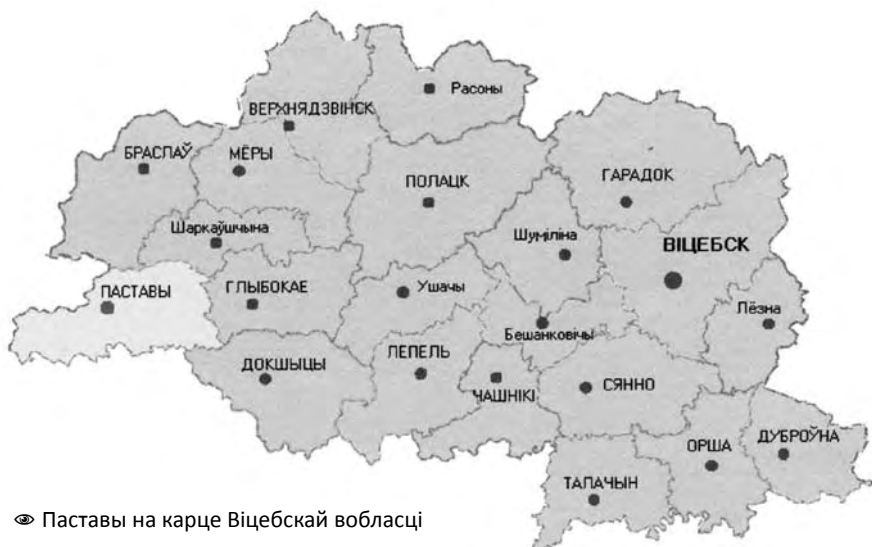 Расоны
ВЕРХНЯДЗВІНСК
БРАСЛАЎ
МЁРЫ
ПОЛАЦК
ГАРАДОК
Шаркаўшчына
Шуміліна
ВІЦЕБСК
ПАСТАВЫ
ГЛЫБОКАЕ
Ушачы
Лёзна
Бешанковічы
ДОКШЫЦЫ
ЛЕПЕЛЬ
ЧАШНІКІ
СЯННО
ДУБРОЎНА
ОРША
ТАЛАЧЫН
Паставы на карце Віцебскай вобласці